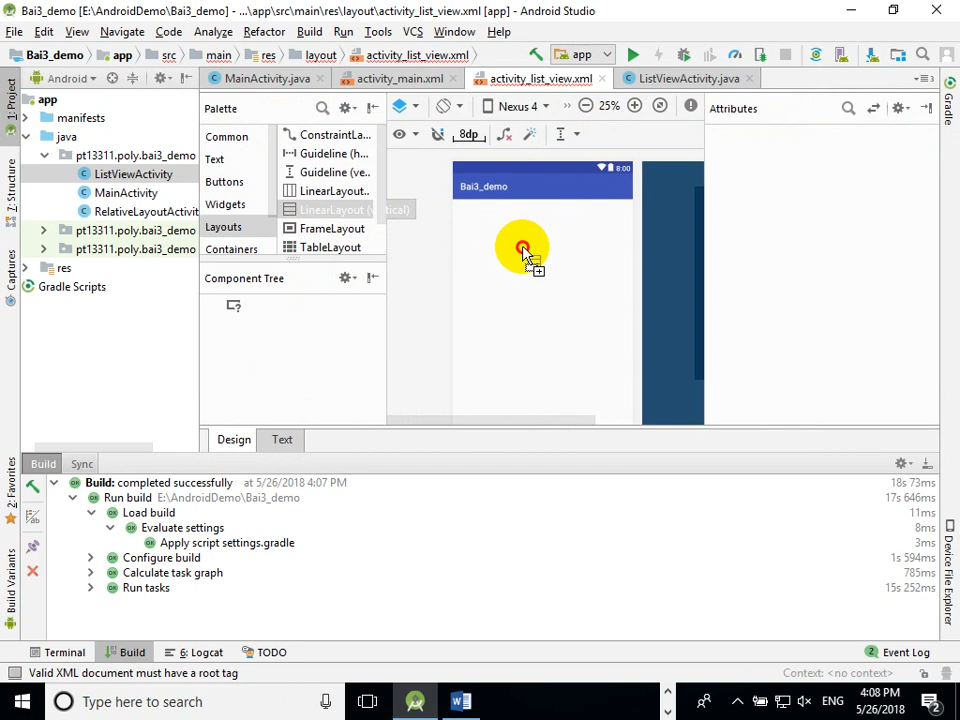 Bai3_demo [E:\AndroidDemo\Bai3_demo] - ...\app\src\main\res\layout\activity_list_view.xml [app] - Android Studio
File Edit View Navigate Code Analyze Refactor Build Run Tools VCS Window Help
Bai3_demo app src main res layout activity_list_view.xml app
1: Project
Android
MainActivity.java activity_main.xml activity_list_view.xml ListViewActivity.java
app
manifests
java
pt13311.poly.bai3_demo
ListViewActivity
MainActivity
RelativeLayoutActivit
pt13311.poly.bai3_demo
pt13311.poly.bai3_demo
res
Gradle Scripts
7: Structure
Captures
2: Favorites
Build Variants
Palette
Common
Text
Buttons
Widgets
Layouts
Containers
ConstraintLa...
Guideline (h...
Guideline (ve...
LinearLayout..
LinearLayout (vertical)
FrameLayout
TableLayout
Component Tree
Nexus 4 25%
8dp
8:00
Bai3_demo
Attributes
Gradle
Device File Explorer
Design Text
Build Sync
Build: completed successfully at 5/26/2018 4:07 PM 18s 73ms
Run build E:\AndroidDemo\Bai3_demo 17s 646ms
Load build 11ms
Evaluate settings 8ms
Apply script settings.gradle 3ms
Configure build 1s 594ms
Calculate task graph 785ms
Run tasks 15s 252ms
Terminal Build 6: Logcat TODO 2 Event Log
Valid XML document must have a root tag Context: <no context>
Type here to search ENG 4:08 PM
5/26/2018 2